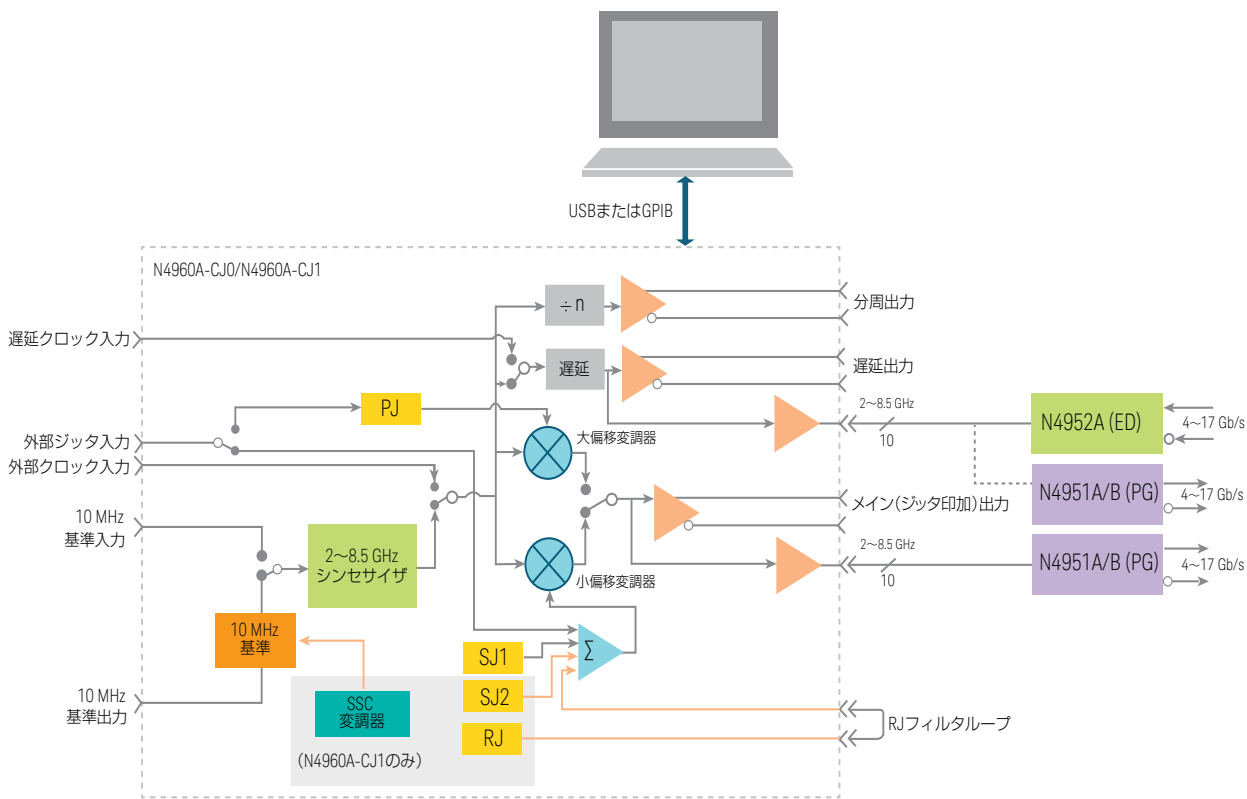 USBまたはGPIB
N4960A-CJ0/N4960A-CJ1
÷n
分周出力
遅延クロック入力
遅延
遅延出力
PJ
2~8.5 GHz
10
N4952A (ED)
4~17 Gb/s
外部ジッタ入力
大偏移変調器
外部クロック入力
N4951A/B (PG)
4~17 Gb/s
メイン(ジッタ印加)出力
10 MHz
基準入力
2~8.5 GHz
シンセサイザ
小偏移変調器
2~8.5 GHz
10
N4951A/B (PG)
4~17 Gb/s
10 MHz
基準
SJ1
Σ
SJ2
10 MHz
基準出力
SSC
変調器
RJ
RJフィルタループ
(N4960A-CJ1のみ)